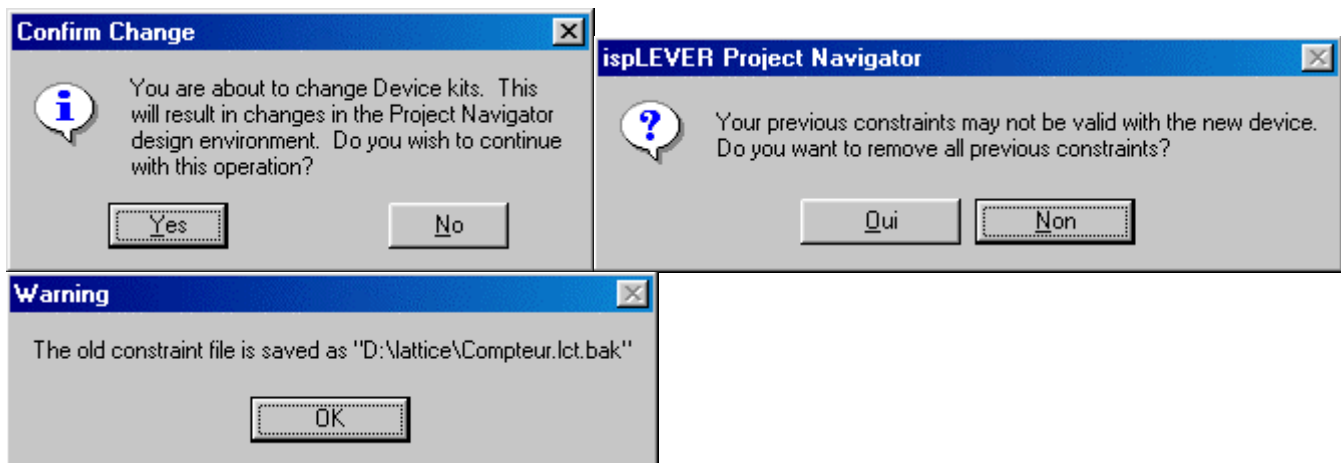 Confirm Change
You are about to change Device kits. This
will result in changes in the Project Navigator
design environment. Do you wish to continue
with this operation?
Yes
No
ispLEVER Project Navigator
Your previous constraints may not be valid with the new device.
Do you want to remove all previous constraints?
Oui
Non
Warning
The old constraint file is saved as "D:\lattice\Compteur.lct.bak"
OK